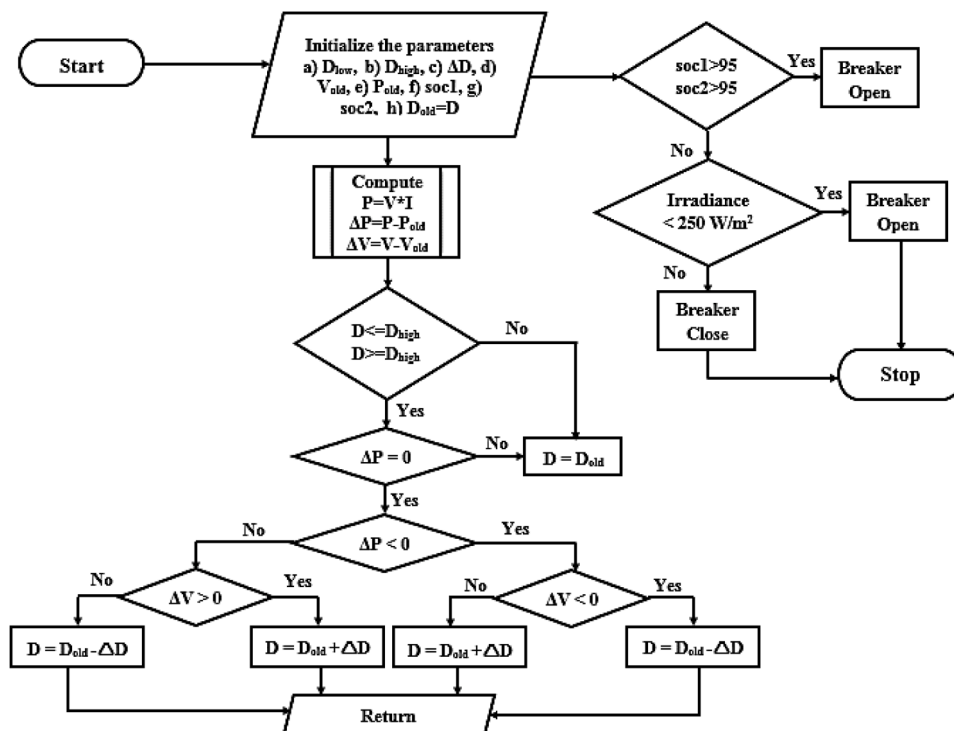 Start
Initialize the parameters
a) Dlow, b) Dhigh, c) ΔD, d)
Vold, e) Pold, f) soc1, g)
soc2, h) Dold=D
soc1>95
soc2>95
Yes
Breaker
Open
No
Irradiance
< 250 W/m²
Yes
Breaker
Open
No
Breaker
Close
Stop
Compute
P=V*I
ΔP=P-Pold
ΔV=V-Vold
D<=Dhigh
D>=Dhigh
No
Yes
ΔP = 0
No
D = Dold
Yes
ΔP < 0
No
Yes
ΔV > 0
No
Yes
ΔV < 0
No
Yes
D = Dold - ΔD
D = Dold + ΔD
D = Dold + ΔD
D = Dold - ΔD
Return